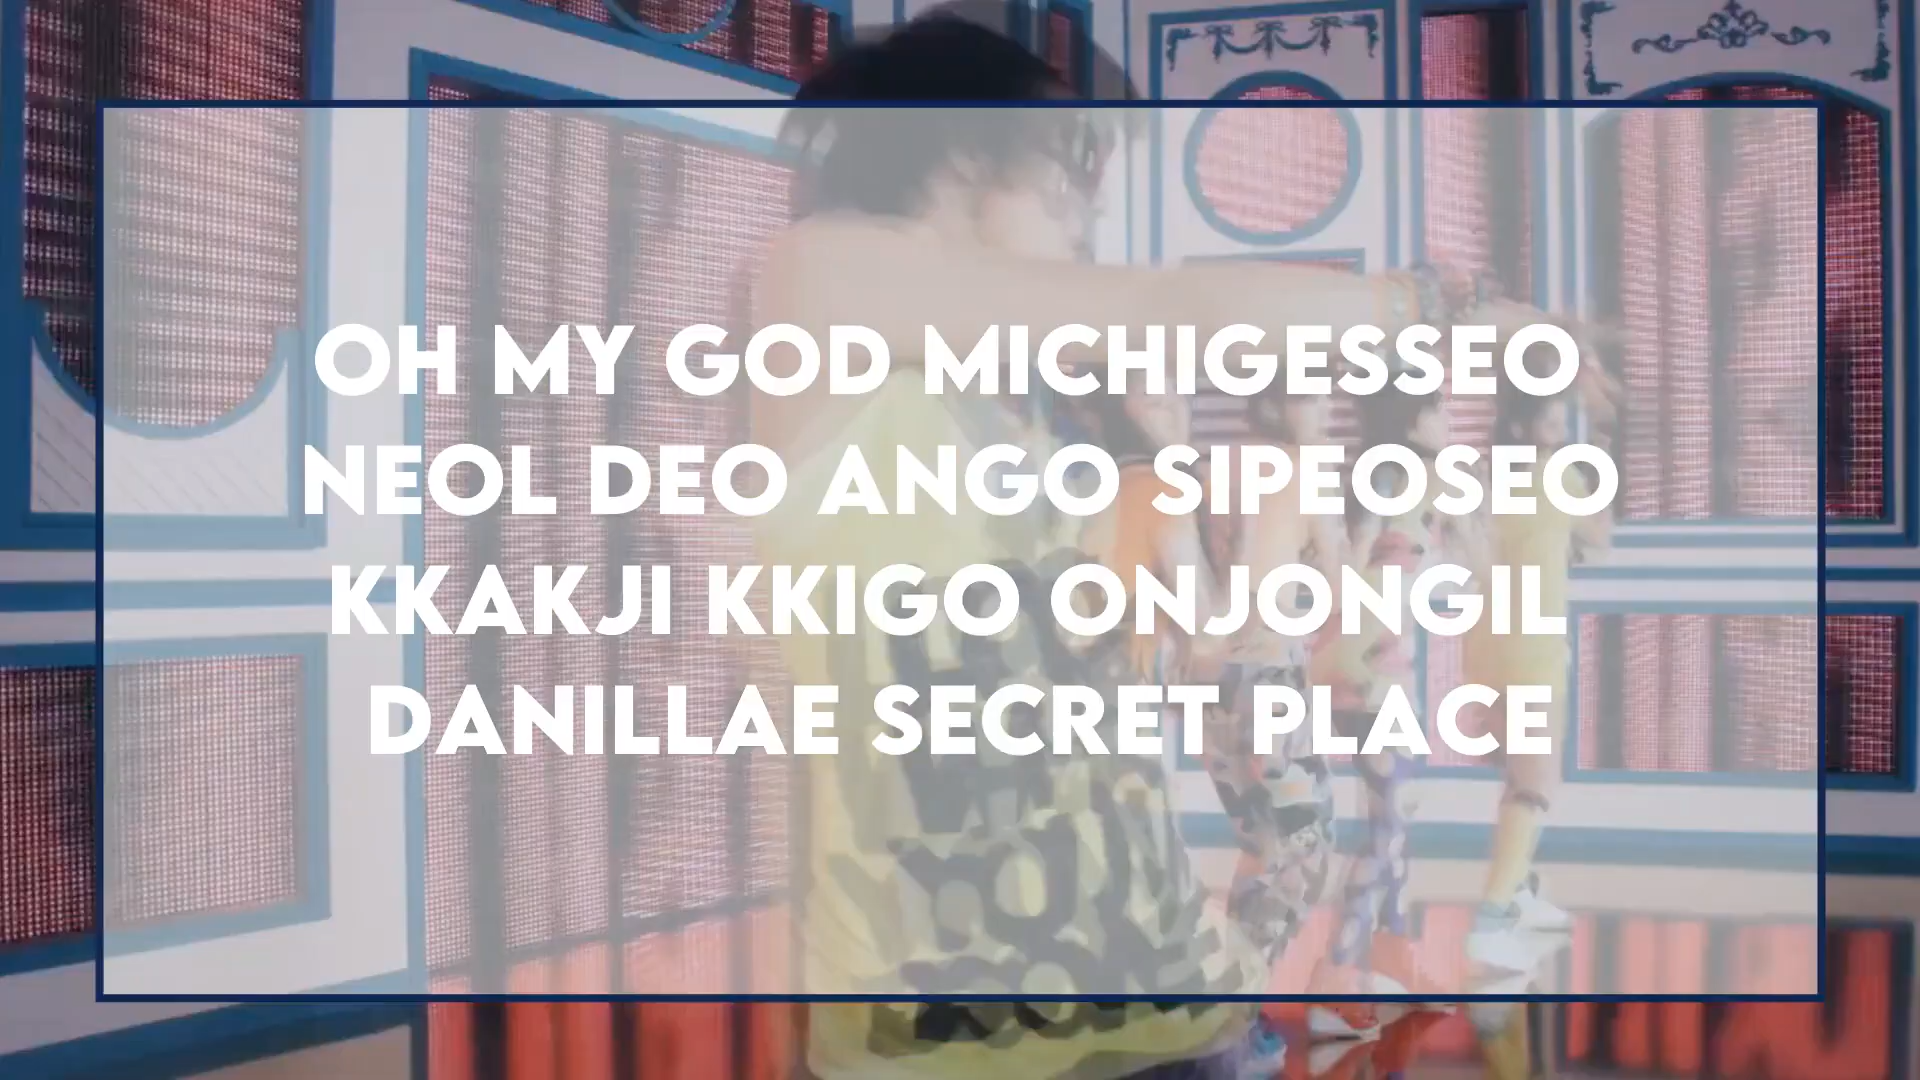 OH MY GOD MICHIGESSEO
NEOL DEO ANGO SIPEOSEO
KKAKJI KKIGO ONJONGIL
DANILLAE SECRET PLACE